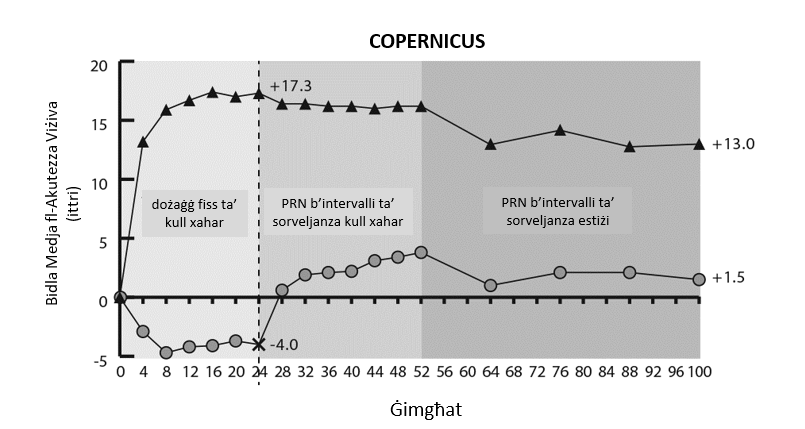 COPERNICUS
Bidla Medja fl-Akutezza Viżiva
(ittri)
20
15
10
5
0
-5
+17.3
+13.0
dożaġġ fiss ta’
kull xahar
PRN b’intervalli ta’
sorveljanza kull xahar
PRN b’intervalli ta’
sorveljanza estiżi
+1.5
-4.0
0 4 8 12 16 20 24 28 32 36 40 44 48 52 56 60 64 68 72 76 80 84 88 92 96 100
Ġimgħat